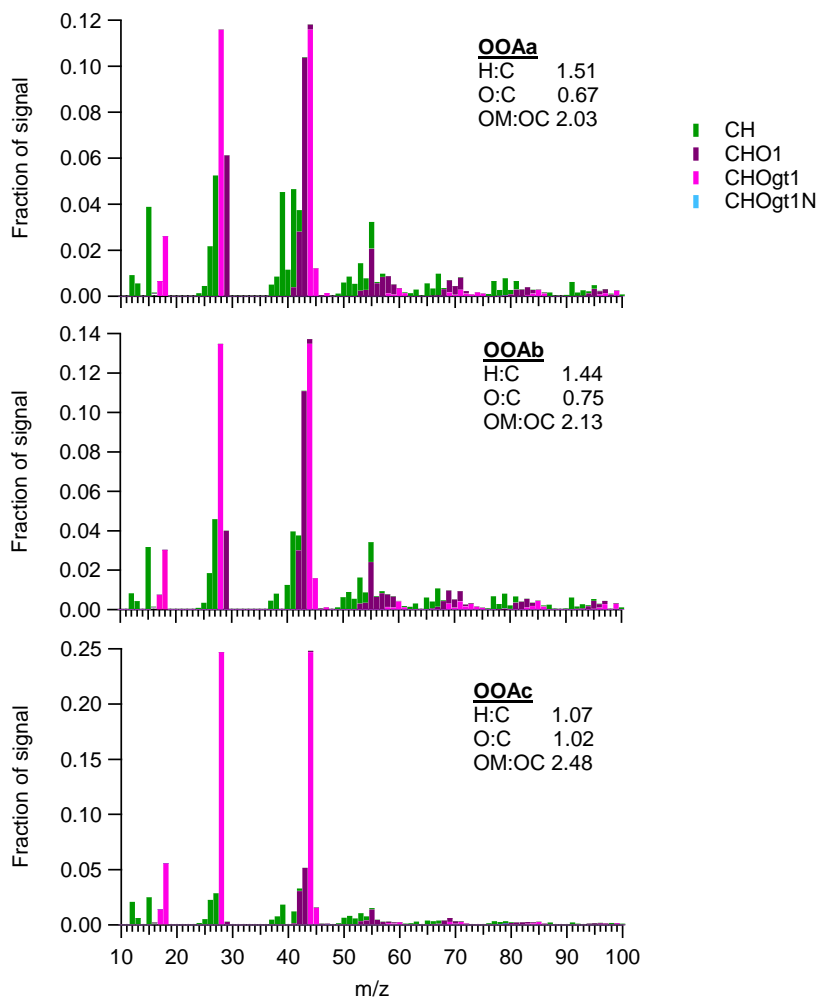 0.12
0.10
0.08
0.06
0.04
0.02
0.00
Fraction of signal
OOAa
H:C 1.51
O:C 0.67
OM:OC 2.03
CH
CHO1
CHOgt1
CHOgt1N
0.14
0.12
0.10
0.08
0.06
0.04
0.02
0.00
Fraction of signal
OOAb
H:C 1.44
O:C 0.75
OM:OC 2.13
0.25
0.20
0.15
0.10
0.05
0.00
Fraction of signal
OOAc
H:C 1.07
O:C 1.02
OM:OC 2.48
10 20 30 40 50 60 70 80 90 100
m/z